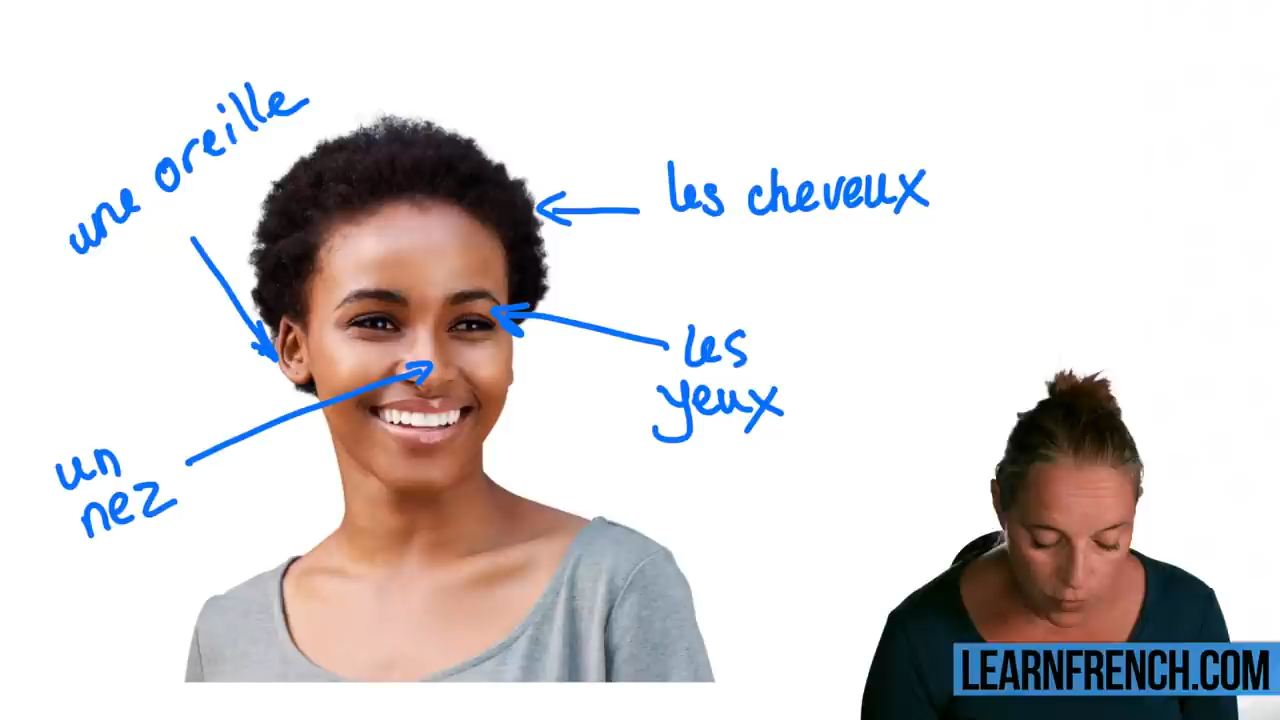 une oreille
les cheveux
les
yeux
un
nez
LEARNFRENCH.COM